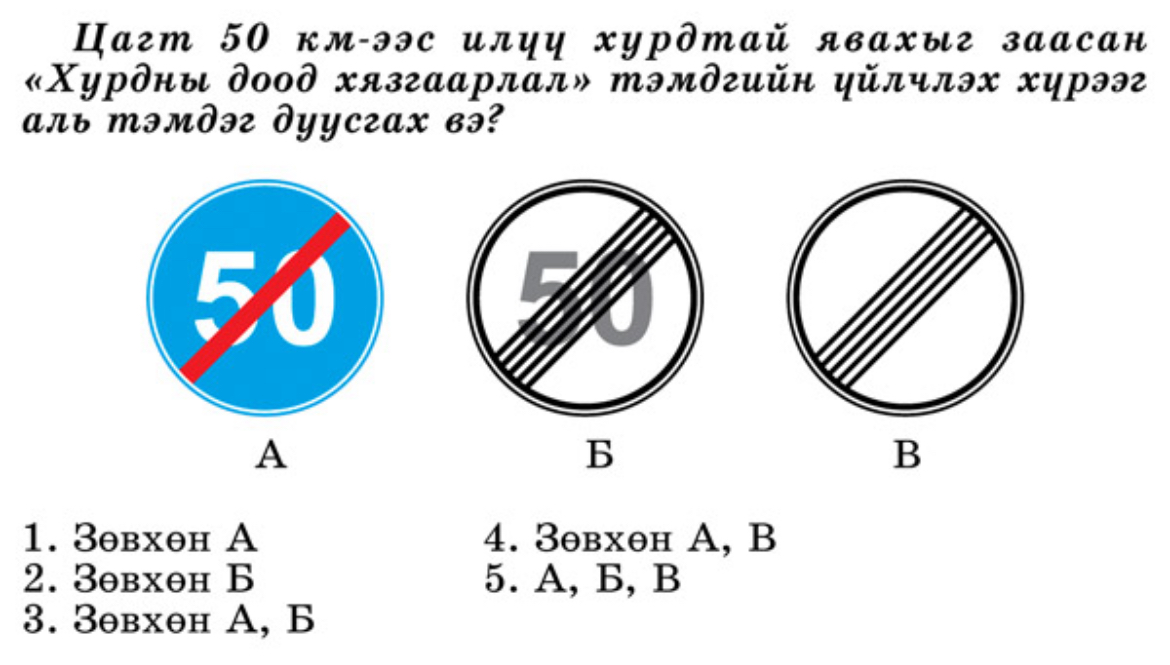 Цагт 50 км-ээс илүү хурдтай явахыг заасан
«Хурдны доод хязгаарлал» тэмдгийн үйлчлэх хүрээг
аль тэмдэг дуусгах вэ?
50 50
А Б В
1. Зөвхөн А 4. Зөвхөн А, В
2. Зөвхөн Б 5. А, Б, В
3. Зөвхөн А, Б